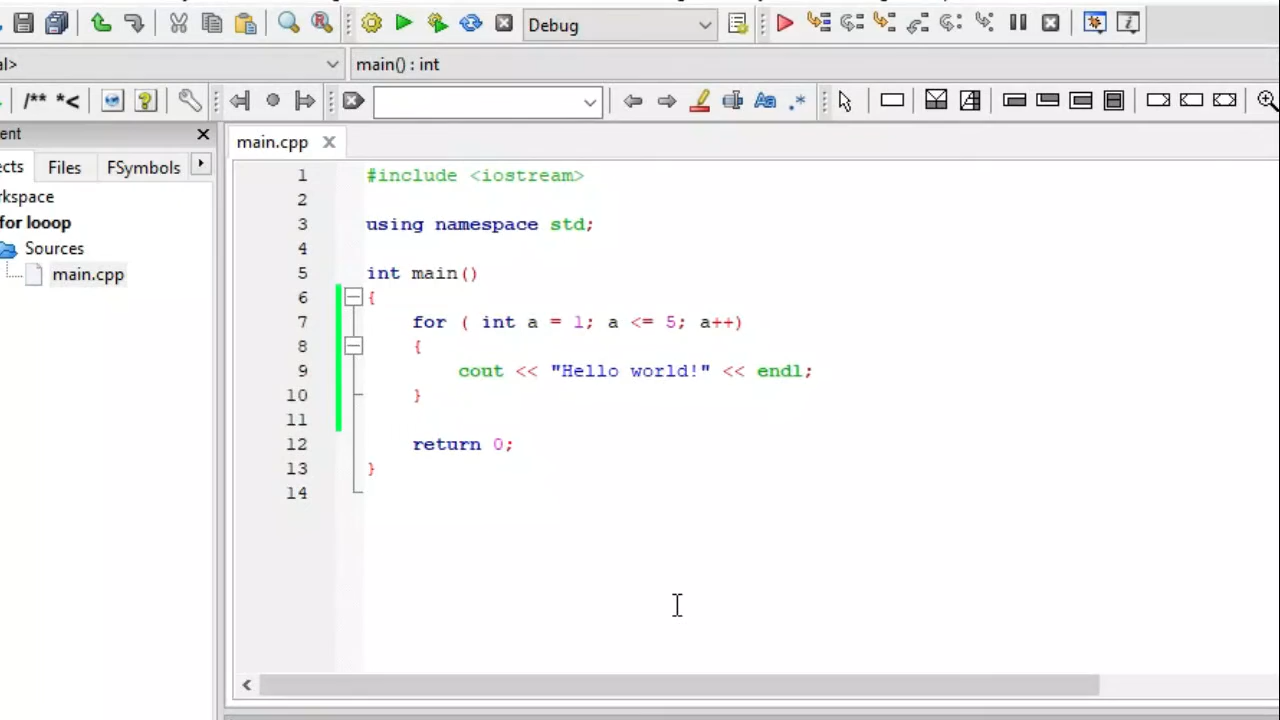 Debug
al>
main() : int
/** *<
ent
main.cpp
ects Files FSymbols
rkspace
for looop
Sources
main.cpp
1 #include <iostream>
2
3 using namespace std;
4
5 int main()
6 {
7 for ( int a = 1; a <= 5; a++)
8 {
9 cout << "Hello world!" << endl;
10 }
11
12 return 0;
13 }
14